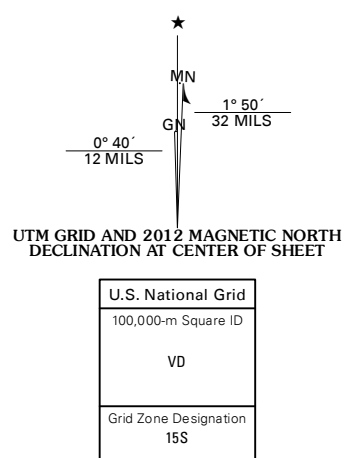 ★
MN
1° 50´
32 MILS
GN
0° 40´
12 MILS
UTM GRID AND 2012 MAGNETIC NORTH
DECLINATION AT CENTER OF SHEET
U.S. National Grid
100,000-m Square ID
VD
Grid Zone Designation
15S